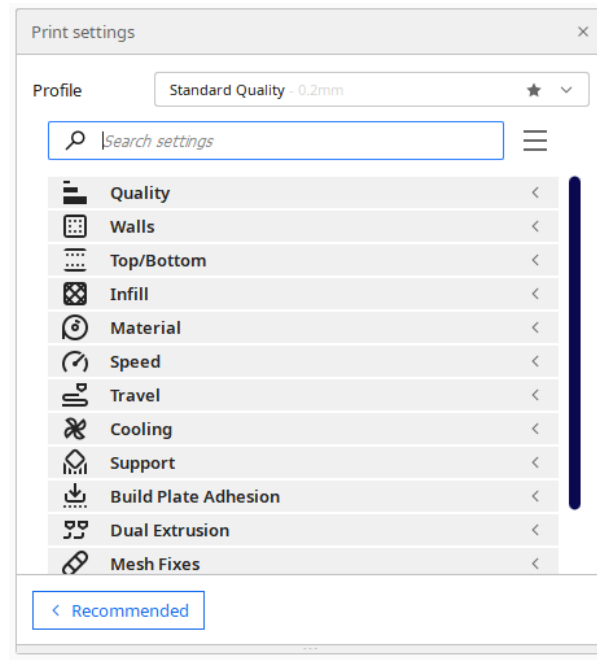 Print settings
Profile
Standard Quality - 0.2mm
Search settings
Quality
Walls
Top/Bottom
Infill
Material
Speed
Travel
Cooling
Support
Build Plate Adhesion
Dual Extrusion
Mesh Fixes
Recommended